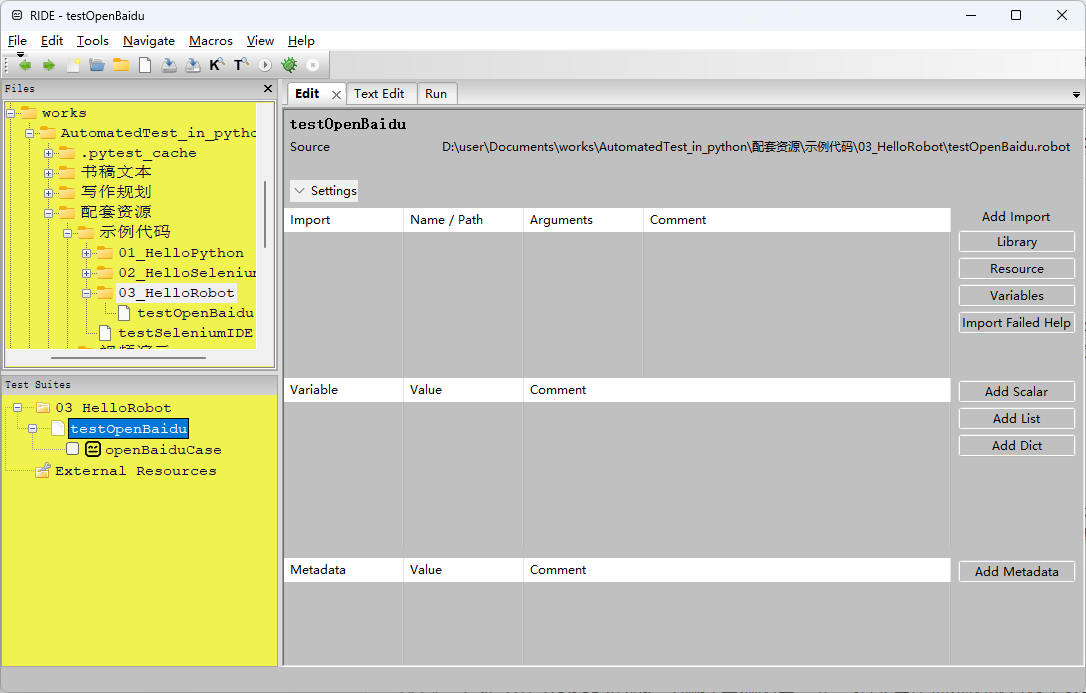 RIDE - testOpenBaidu
File Edit Tools Navigate Macros View Help
K T
Files
works
AutomatedTest_in_pytho
.pytest_cache
书稿文本
写作规划
配套资源
示例代码
01_HelloPython
02_HelloSeleniu
03_HelloRobot
testOpenBaidu
testSeleniumIDE
Test Suites
03 HelloRobot
testOpenBaidu
openBaiduCase
External Resources
Edit Text Edit Run
testOpenBaidu
Source D:\user\Documents\works\AutomatedTest_in_python\配套资源\示例代码\03_HelloRobot\testOpenBaidu.robot
Settings
Import Name / Path Arguments Comment
Add Import
Library
Resource
Variables
Import Failed Help
Variable Value Comment
Add Scalar
Add List
Add Dict
Metadata Value Comment
Add Metadata